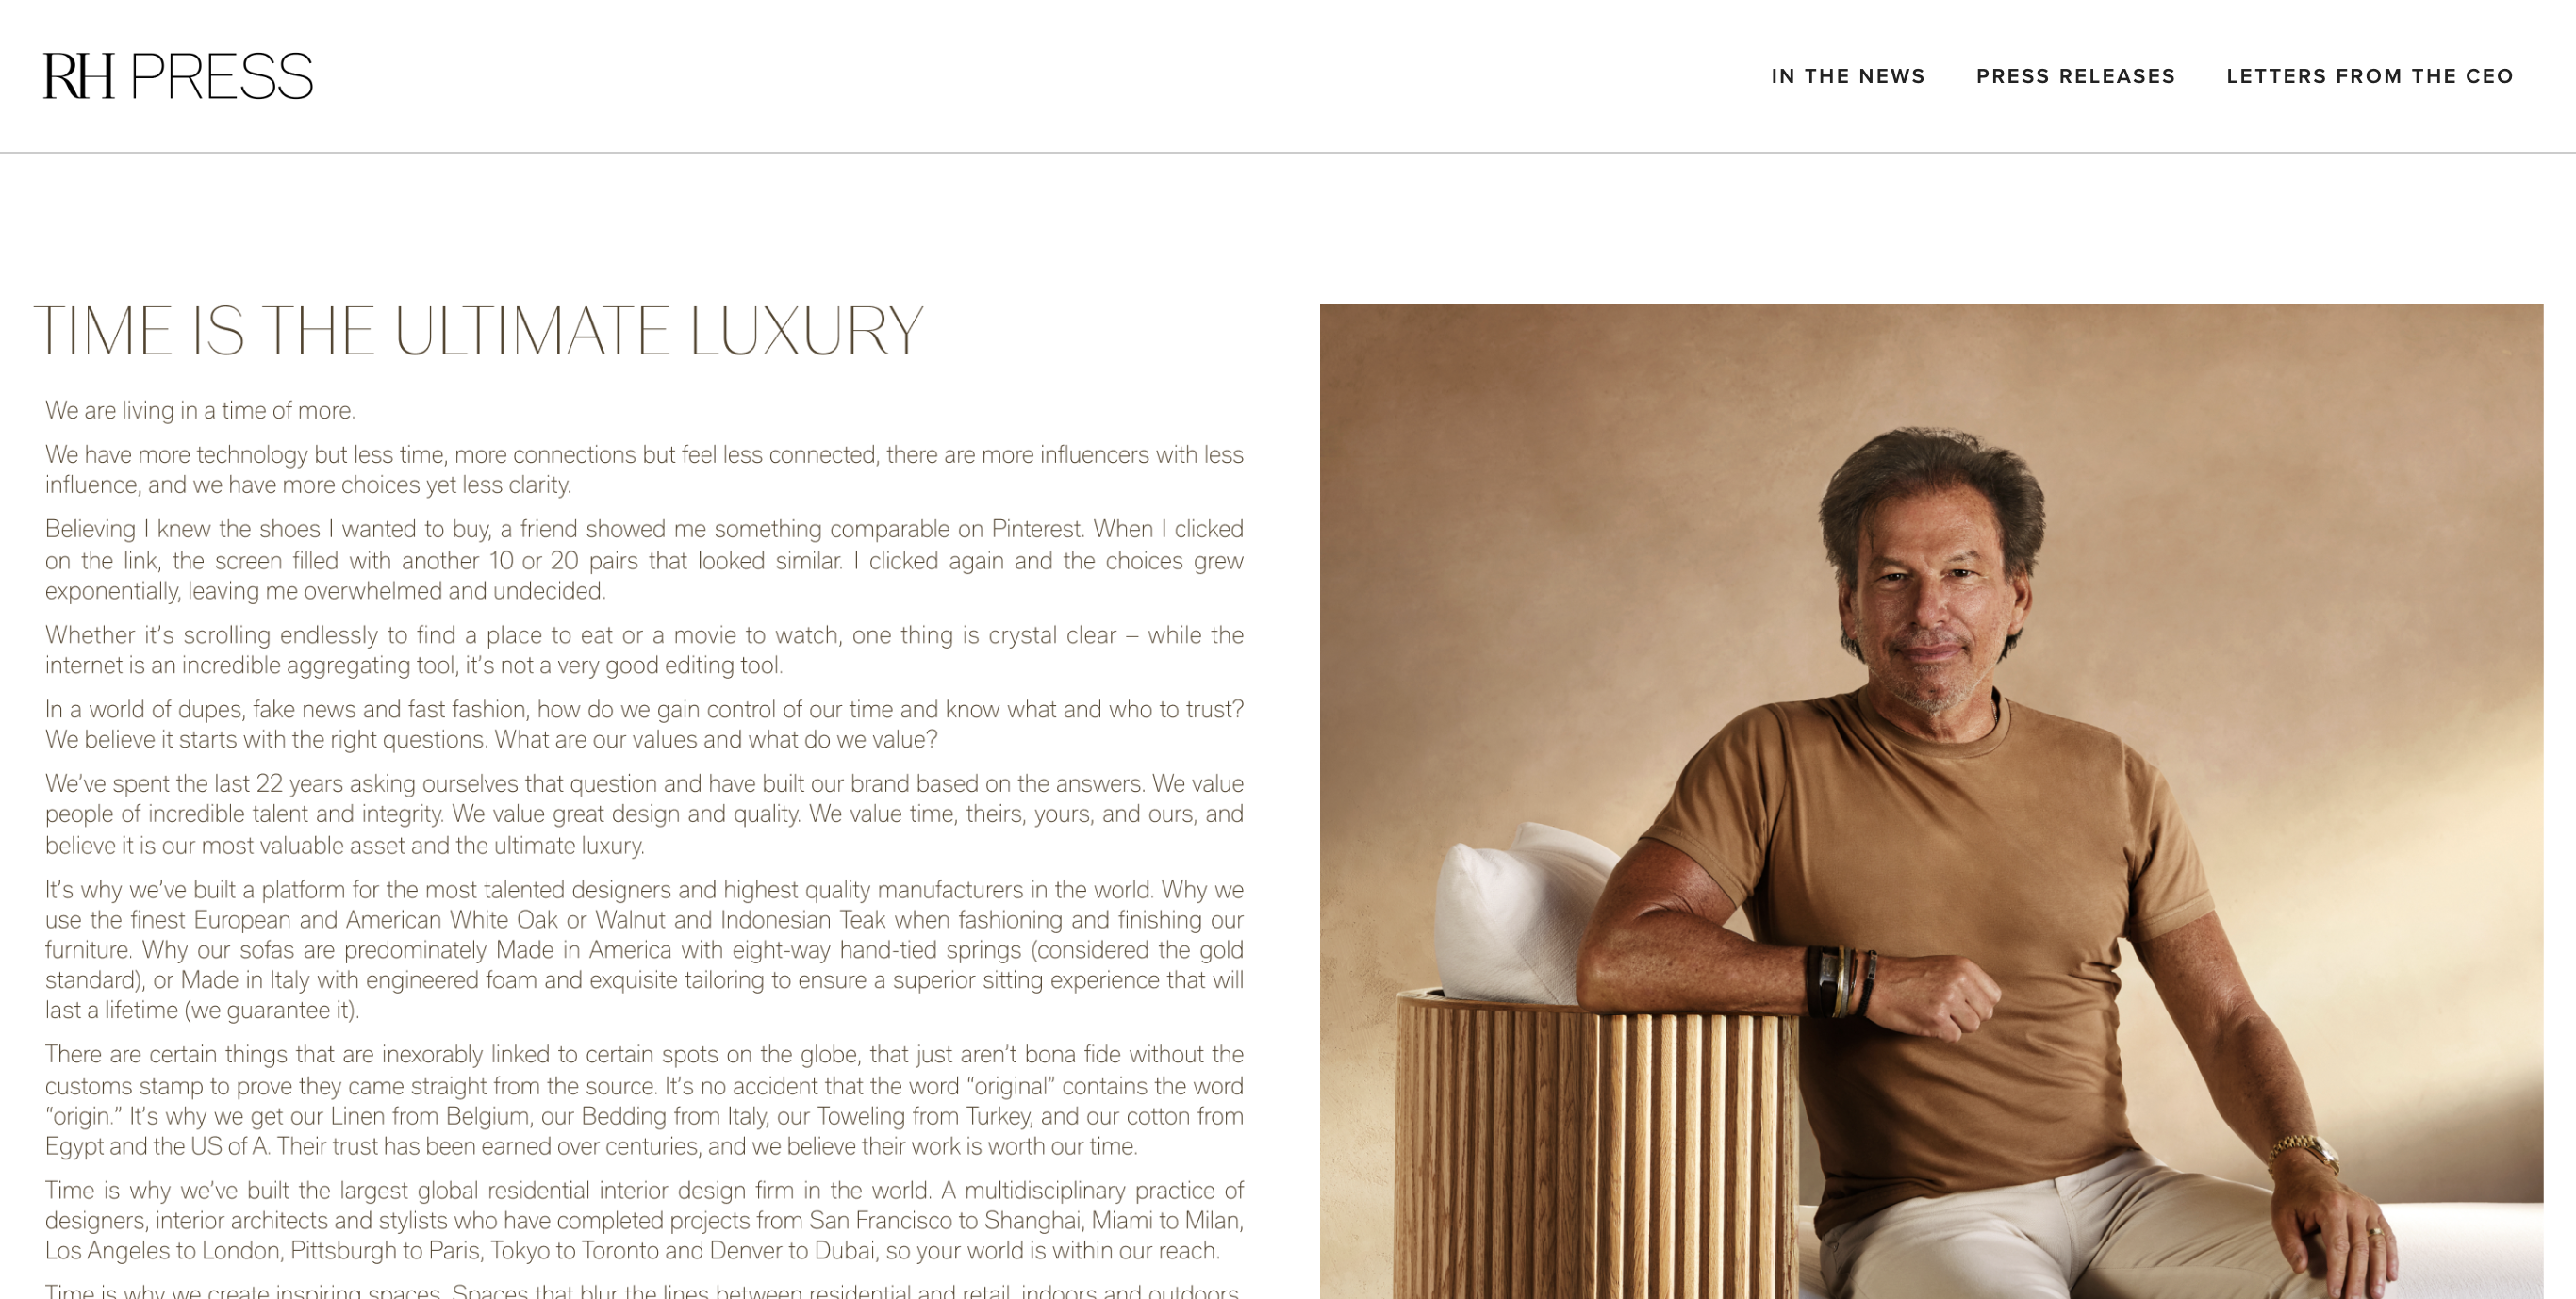 RH PRESS
IN THE NEWS PRESS RELEASES LETTERS FROM THE CEO
TIME IS THE ULTIMATE LUXURY
We are living in a time of more.
We have more technology but less time, more connections but feel less connected, there are more influencers with less
influence, and we have more choices yet less clarity.
Believing I knew the shoes I wanted to buy, a friend showed me something comparable on Pinterest. When I clicked
on the link, the screen filled with another 10 or 20 pairs that looked similar. I clicked again and the choices grew
exponentially, leaving me overwhelmed and undecided.
Whether it’s scrolling endlessly to find a place to eat or a movie to watch, one thing is crystal clear – while the
internet is an incredible aggregating tool, it’s not a very good editing tool.
In a world of dupes, fake news and fast fashion, how do we gain control of our time and know what and who to trust?
We believe it starts with the right questions. What are our values and what do we value?
We’ve spent the last 22 years asking ourselves that question and have built our brand based on the answers. We value
people of incredible talent and integrity. We value great design and quality. We value time, theirs, yours, and ours, and
believe it is our most valuable asset and the ultimate luxury.
It’s why we’ve built a platform for the most talented designers and highest quality manufacturers in the world. Why we
use the finest European and American White Oak or Walnut and Indonesian Teak when fashioning and finishing our
furniture. Why our sofas are predominately Made in America with eight-way hand-tied springs (considered the gold
standard), or Made in Italy with engineered foam and exquisite tailoring to ensure a superior sitting experience that will
last a lifetime (we guarantee it).
There are certain things that are inexorably linked to certain spots on the globe, that just aren’t bona fide without the
customs stamp to prove they came straight from the source. It’s no accident that the word “original” contains the word
“origin.” It’s why we get our Linen from Belgium, our Bedding from Italy, our Toweling from Turkey, and our cotton from
Egypt and the US of A. Their trust has been earned over centuries, and we believe their work is worth our time.
Time is why we’ve built the largest global residential interior design firm in the world. A multidisciplinary practice of
designers, interior architects and stylists who have completed projects from San Francisco to Shanghai, Miami to Milan,
Los Angeles to London, Pittsburgh to Paris, Tokyo to Toronto and Denver to Dubai, so your world is within our reach.
Time is why we create inspiring spaces. Spaces that blur the lines between residential and retail, indoors and outdoors,